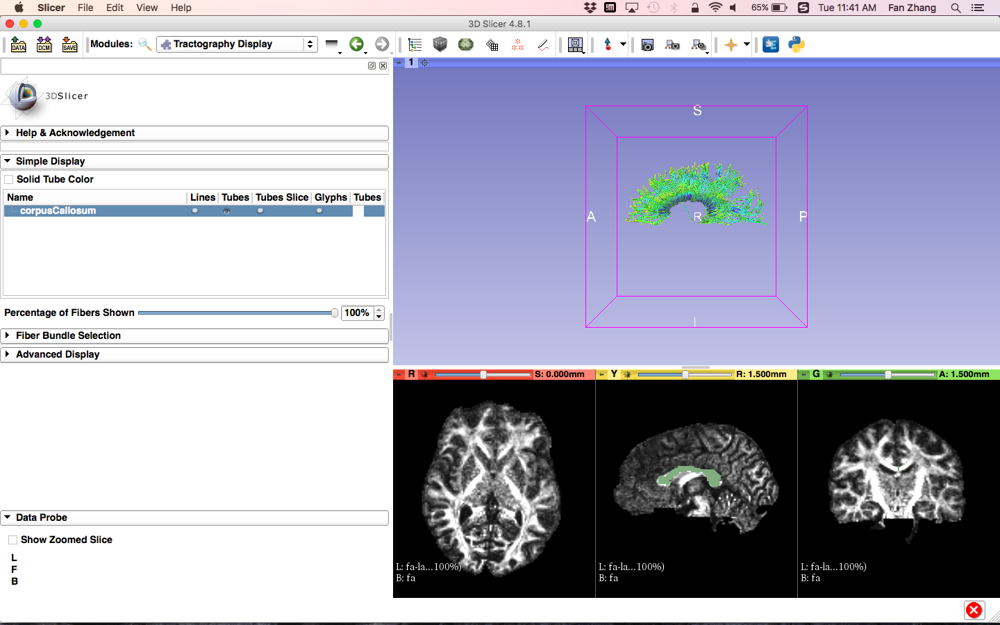 Slicer File Edit View Help 65% Tue 11:41 AM Fan Zhang
3D Slicer 4.8.1
DATA DCM SAVE Modules: Tractography Display
1
3DSlicer
Help & Acknowledgement
Simple Display
Solid Tube Color
Name Lines Tubes Tubes Slice Glyphs Tubes
corpusCallosum
Percentage of Fibers Shown 100%
Fiber Bundle Selection
Advanced Display
S
A R P
I
R S: 0.000mm Y R: 1.500mm G A: 1.500mm
Data Probe
Show Zoomed Slice
L
F
B
L: fa-la...100%)
B: fa
L: fa-la...100%)
B: fa
L: fa-la...100%)
B: fa